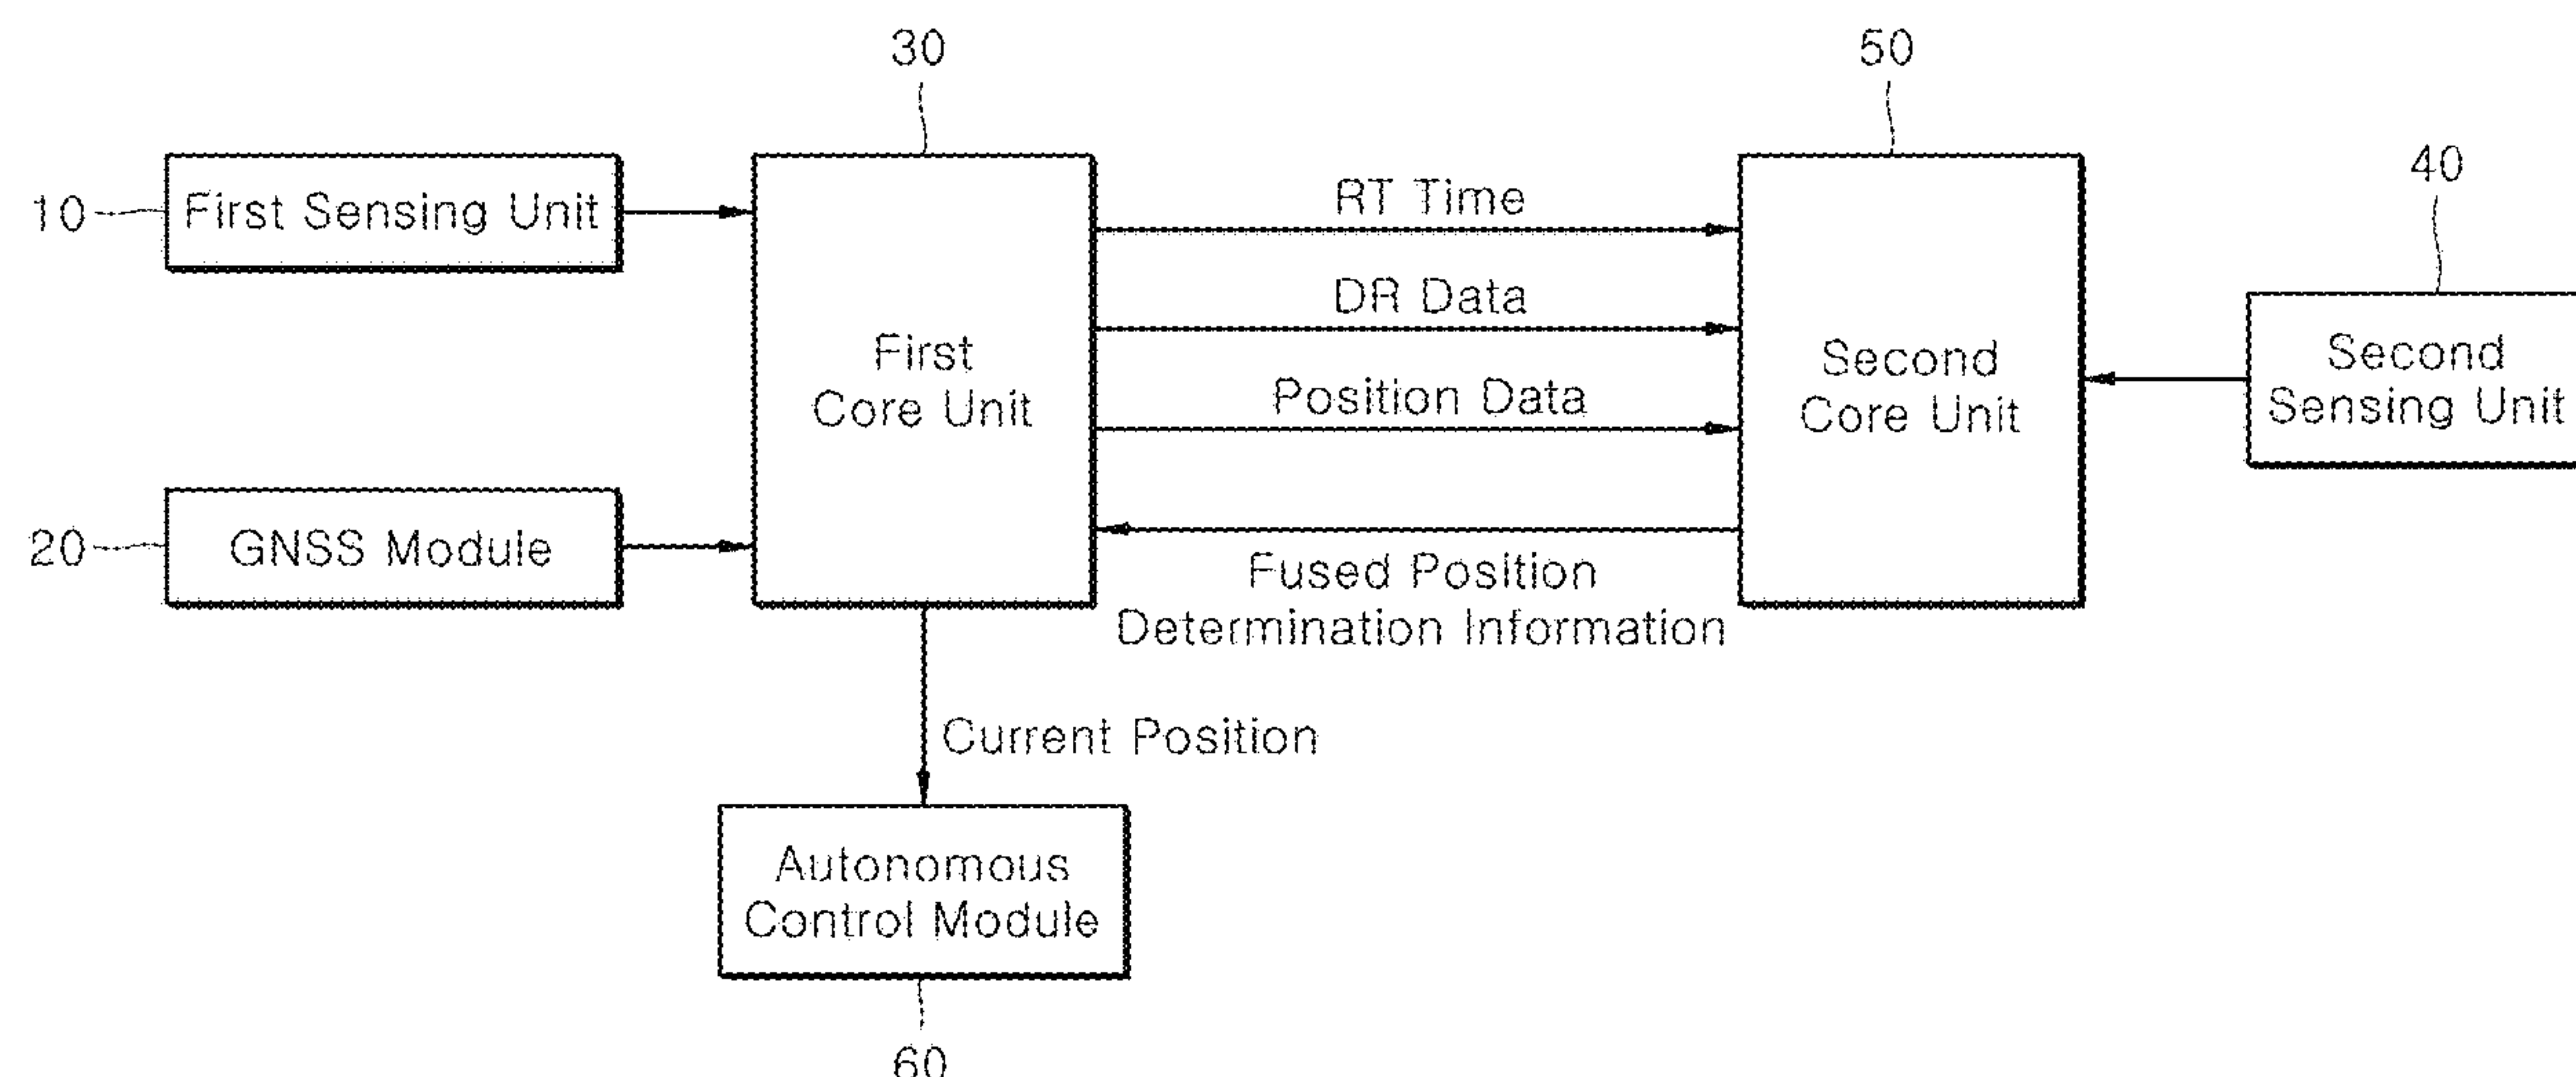 30
50
40
10
First Sensing Unit
RT Time
DR Data
First
Core Unit
Position Data
Second
Core Unit
Second
Sensing Unit
20
GNSS Module
Fused Position
Determination Information
Current Position
Autonomous
Control Module
60